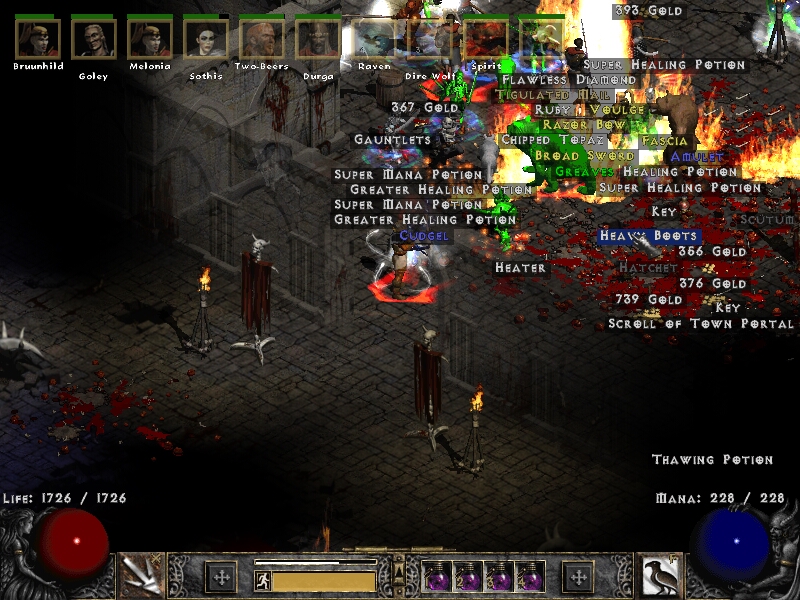 393 Gold
Bruunhild
Goley
Melonia
Sothis
Two-Beers
Durga
Raven
Dire Wolf
Spirit
Super Healing Potion
Flawless Diamond
Tigulated Mail
367 Gold
Ruby
Voulge
Razor Bow
Gauntlets
Chipped Topaz
Fascia
Broad Sword
Amulet
Super Mana Potion
Greaves
Healing Potion
Greater Healing Potion
Super Healing Potion
Super Mana Potion
Key
Greater Healing Potion
Scutum
Cudgel
Heavy Boots
356 Gold
Heater
Hatchet
376 Gold
739 Gold
Key
Scroll of Town Portal
Thawing Potion
Life: 1726 / 1726
Mana: 228 / 228